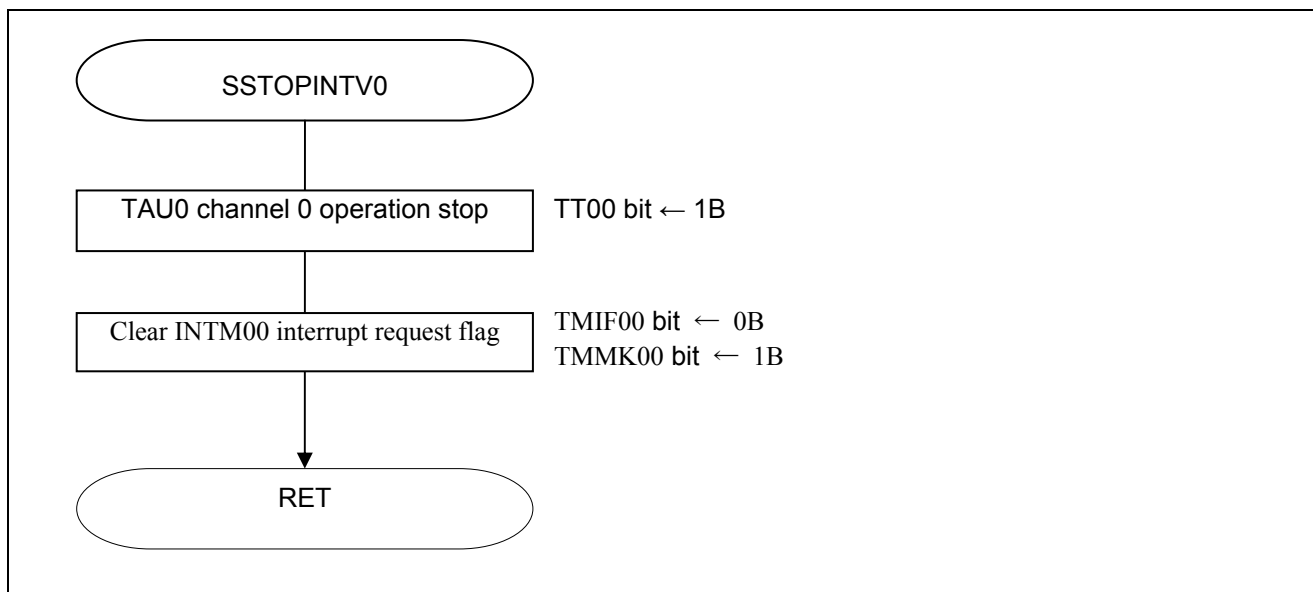 SSTOPINTV0
TAU0 channel 0 operation stop
TT00 bit ← 1B
Clear INTM00 interrupt request flag
TMIF00 bit ← 0B
TMMK00 bit ← 1B
RET